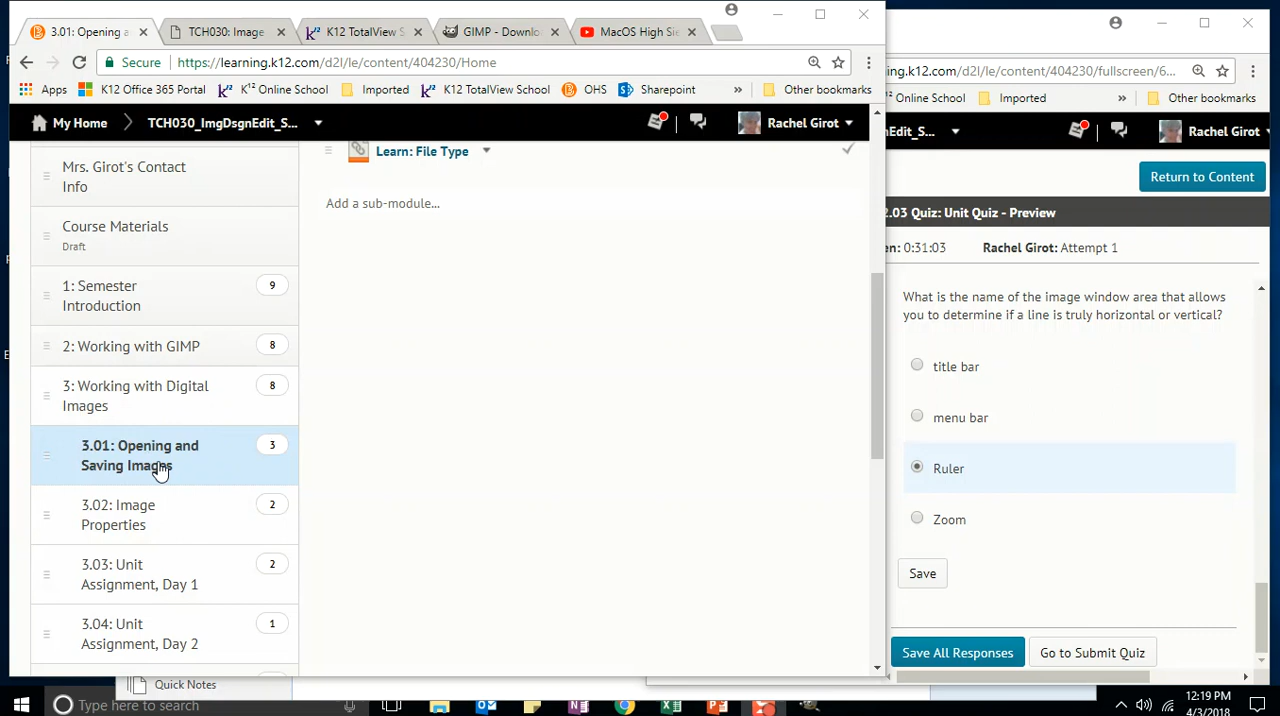 3.01: Opening a
TCH030: Image
K12 TotalView S
GIMP - Downlo
MacOS High Sie
Secure
https://learning.k12.com/d2l/le/content/404230/Home
Apps
K12 Office 365 Portal
K¹² Online School
Imported
K12 TotalView School
OHS
Sharepoint
»
Other bookmarks
My Home
TCH030_ImgDsgnEdit_S...
Rachel Girot
Mrs. Girot's Contact
Info
Course Materials
Draft
1: Semester
Introduction
9
2: Working with GIMP
8
3: Working with Digital
Images
8
3.01: Opening and
Saving Images
3
3.02: Image
Properties
2
3.03: Unit
Assignment, Day 1
2
3.04: Unit
Assignment, Day 2
1
Learn: File Type
Add a sub-module...
Quick Notes
ing.k12.com/d2l/le/content/404230/fullscreen/6...
Online School
Imported
»
Other bookmarks
dit_S...
Rachel Girot
Return to Content
2.03 Quiz: Unit Quiz - Preview
en: 0:31:03
Rachel Girot: Attempt 1
What is the name of the image window area that allows
you to determine if a line is truly horizontal or vertical?
title bar
menu bar
Ruler
Zoom
Save
Save All Responses
Go to Submit Quiz
Type here to search
12:19 PM
4/3/2018